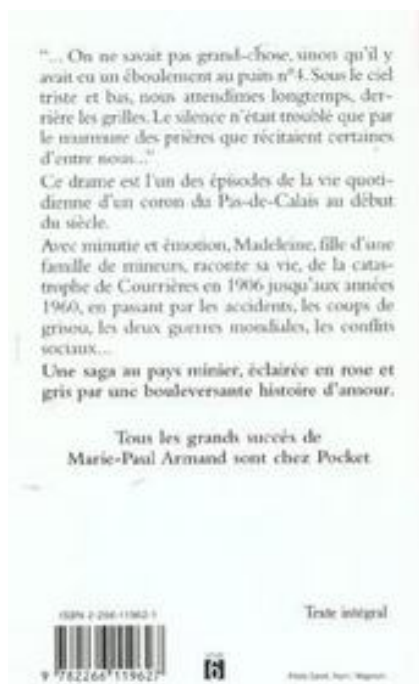 "... On ne savait pas grand-chose, sinon qu'il y
avait eu un éboulement au puits n°4. Sous le ciel
triste et bas, nous attendîmes longtemps, der-
rière les grilles. Le silence n'était troublé que par
le murmure des prières que récitaient certaines
d'entre nous..."
Ce drame est l'un des épisodes de la vie quoti-
dienne d'un coron du Pas-de-Calais au début
du siècle.
Avec minutie et émotion, Madeleine, fille d'une
famille de mineurs, raconte sa vie, de la catas-
trophe de Courrières en 1906 jusqu'aux années
1960, en passant par les accidents, les coups de
grisou, les deux guerres mondiales, les conflits
sociaux...
Une saga au pays minier, éclairée en rose et
gris par une bouleversante histoire d'amour.
Tous les grands succès de
Marie-Paul Armand sont chez Pocket
ISBN 2-266-11962-1
Texte intégral
9 782266 119627